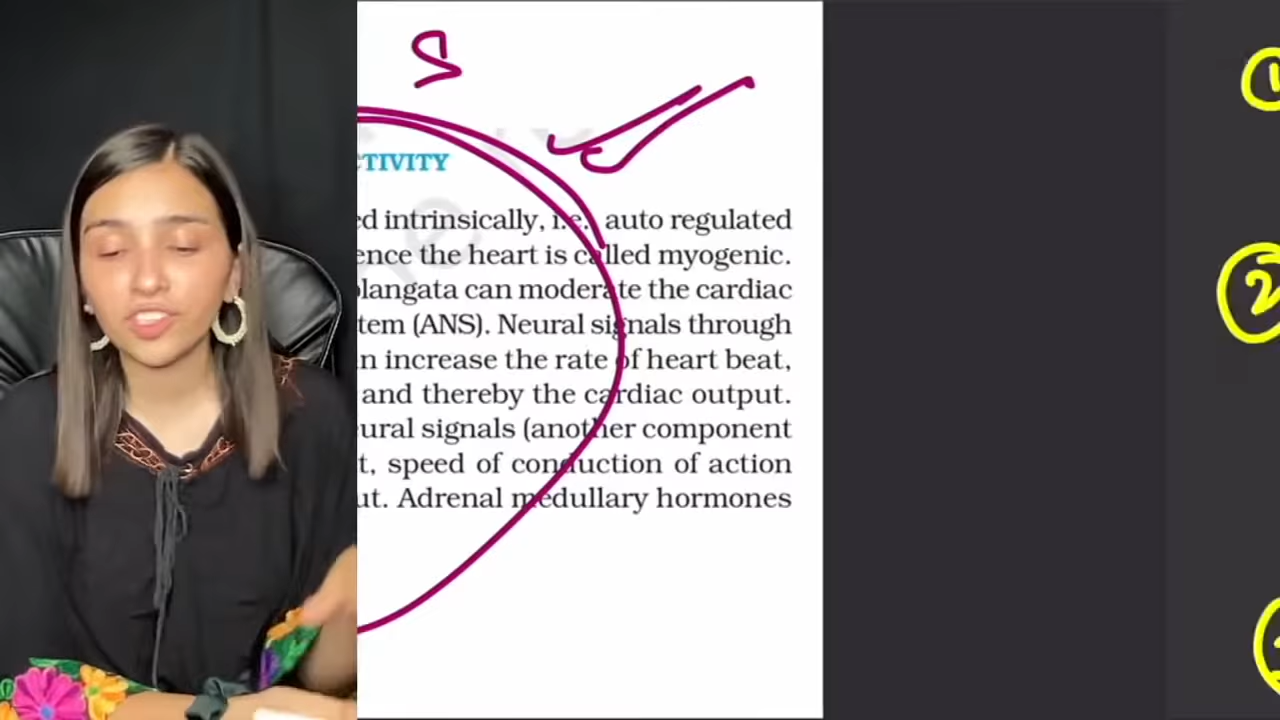 2
CTIVITY
ed intrinsically, i.e., auto regulated
ence the heart is called myogenic.
blangata can moderate the cardiac
tem (ANS). Neural signals through
n increase the rate of heart beat,
and thereby the cardiac output.
eural signals (another component
t, speed of conduction of action
ut. Adrenal medullary hormones